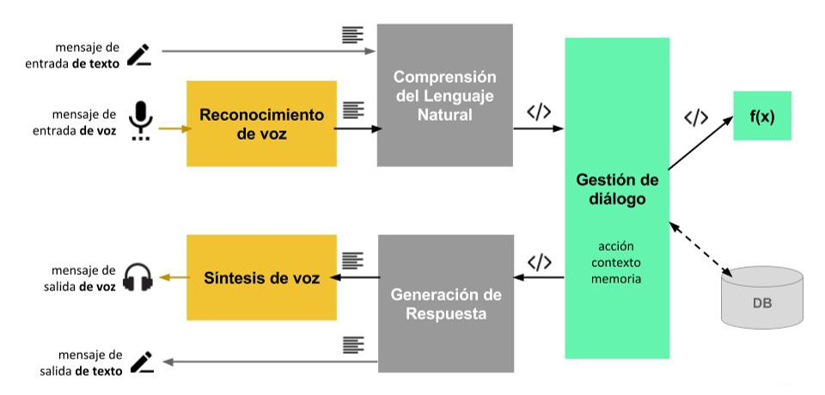 mensaje de
entrada de texto
mensaje de
entrada de voz
Reconocimiento
de voz
Comprensión
del Lenguaje
Natural
</>
Gestión de
diálogo
acción
contexto
memoria
</>
f(x)
DB
</>
Generación de
Respuesta
Síntesis de voz
mensaje de
salida de voz
mensaje de
salida de texto